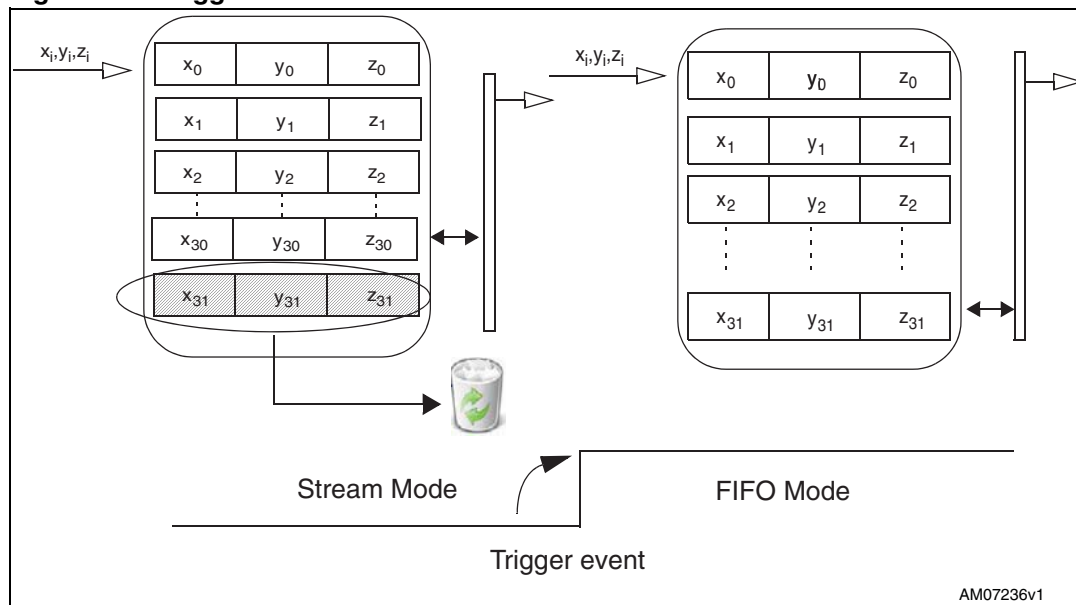 xᵢ,yᵢ,zᵢ
x₀ y₀ z₀
x₁ y₁ z₁
x₂ y₂ z₂
x₃₀ y₃₀ z₃₀
x₃₁ y₃₁ z₃₁
xᵢ,yᵢ,zᵢ
x₀ y₀ z₀
x₁ y₁ z₁
x₂ y₂ z₂
x₃₁ y₃₁ z₃₁
Stream Mode
FIFO Mode
Trigger event
AM07236v1